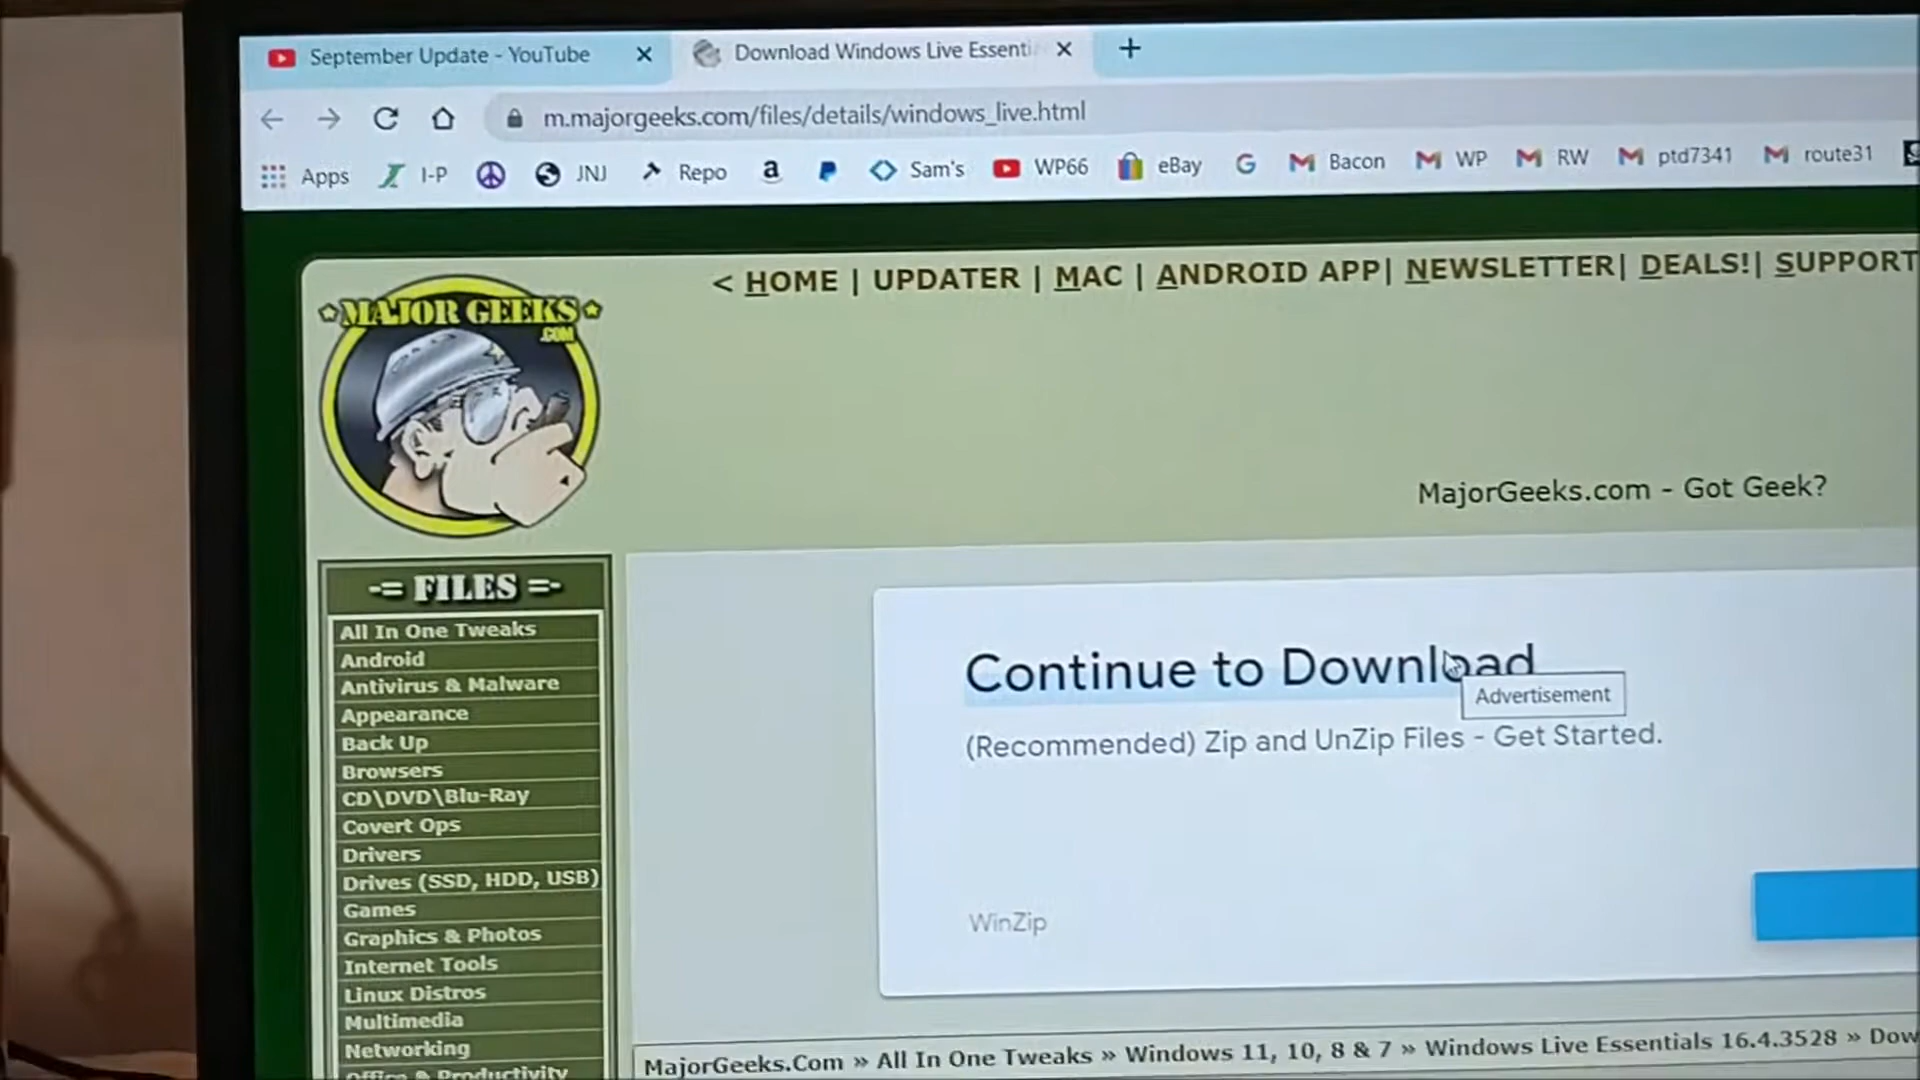 September Update - YouTube
Download Windows Live Essenti
m.majorgeeks.com/files/details/windows_live.html
Apps
I-P
JNJ
Repo
Sam's
WP66
eBay
Bacon
WP
RW
ptd7341
route31
< HOME | UPDATER | MAC | ANDROID APP| NEWSLETTER| DEALS!| SUPPORT
MAJOR GEEKS
.COM
MajorGeeks.com - Got Geek?
-= FILES =-
All In One Tweaks
Android
Antivirus & Malware
Appearance
Back Up
Browsers
CD\DVD\Blu-Ray
Covert Ops
Drivers
Drives (SSD, HDD, USB)
Games
Graphics & Photos
Internet Tools
Linux Distros
Multimedia
Networking
Office & Productivity
Continue to Download
Advertisement
(Recommended) Zip and UnZip Files - Get Started.
WinZip
MajorGeeks.Com » All In One Tweaks » Windows 11, 10, 8 & 7 » Windows Live Essentials 16.4.3528 » Dow